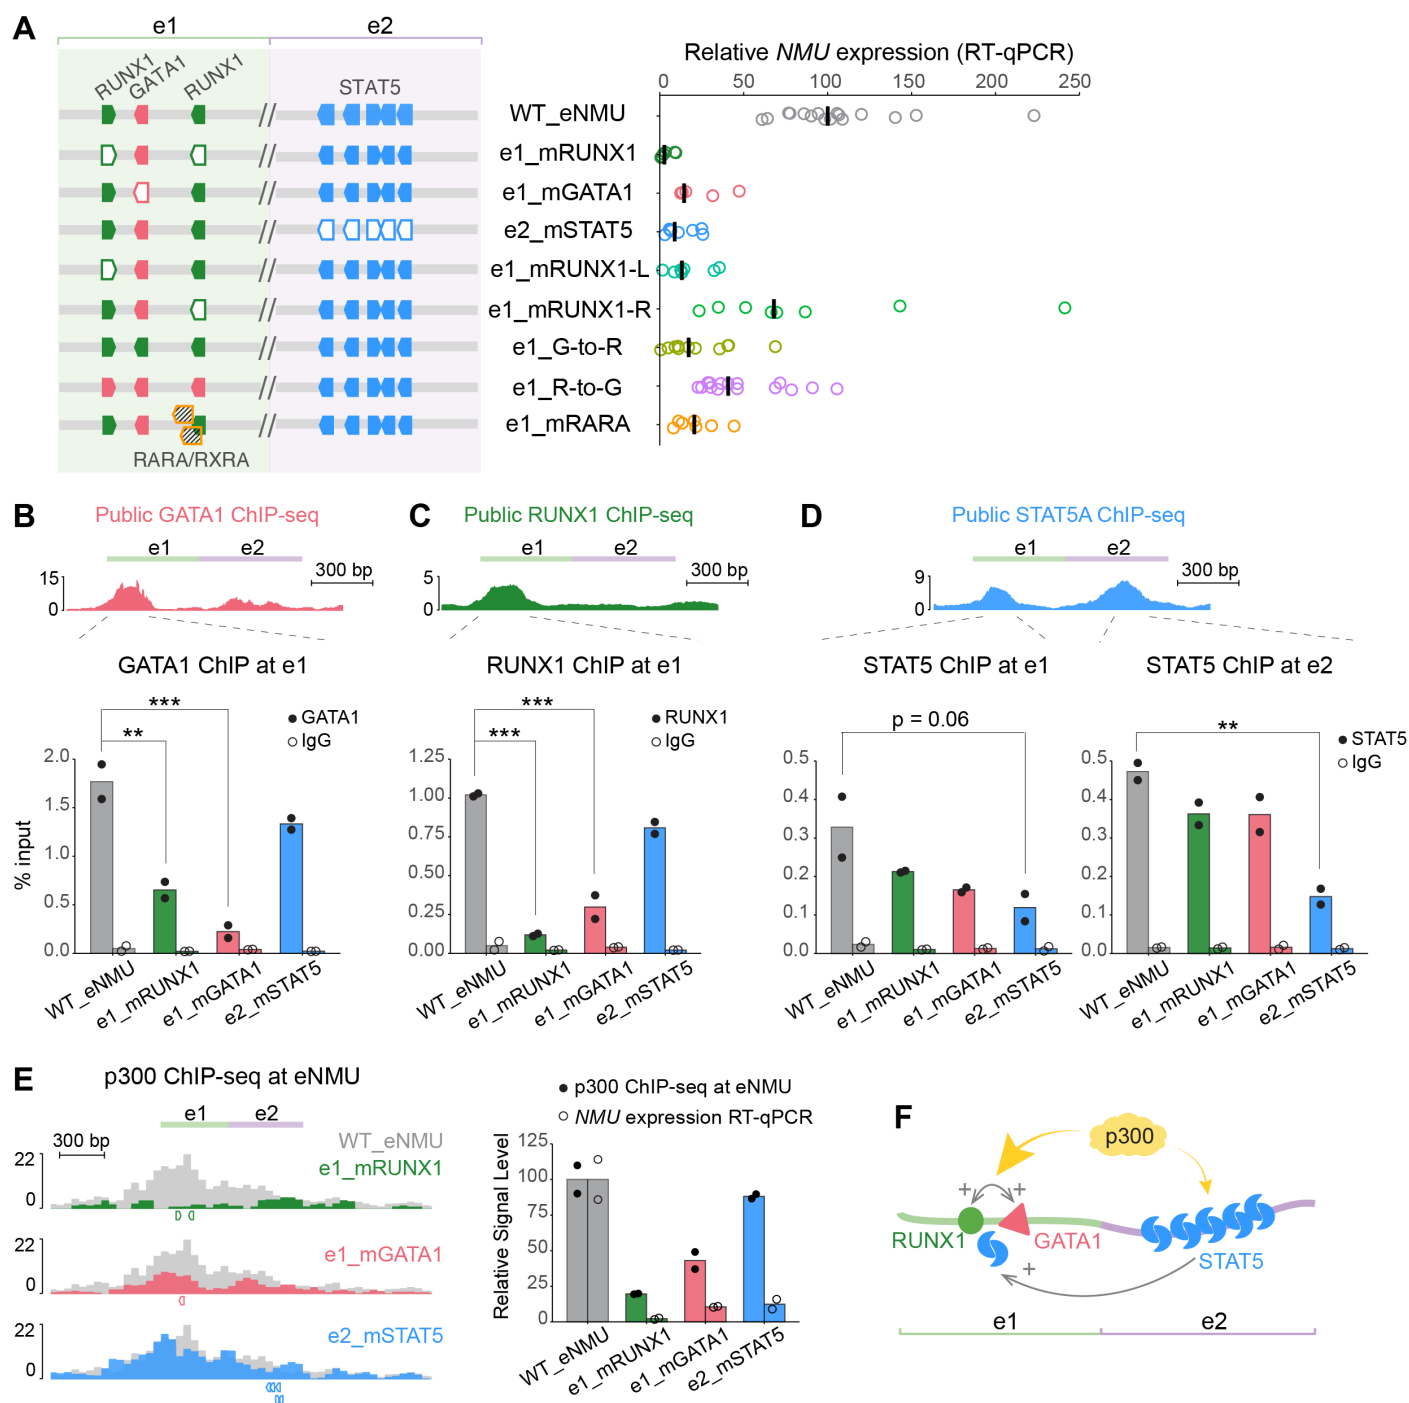 A
e1
e2
RUNX1
GATA1
RUNX1
STAT5
RARA/RXRA
Relative NMU expression (RT-qPCR)
0 50 100 150 200 250
WT_eNMU
e1_mRUNX1
e1_mGATA1
e2_mSTAT5
e1_mRUNX1-L
e1_mRUNX1-R
e1_G-to-R
e1_R-to-G
e1_mRARA
B
Public GATA1 ChIP-seq
e1 e2
300 bp
15
0
GATA1 ChIP at e1
***
**
GATA1
IgG
% input
2.0
1.5
1.0
0.5
0.0
WT_eNMU
e1_mRUNX1
e1_mGATA1
e2_mSTAT5
C
Public RUNX1 ChIP-seq
e1 e2
300 bp
5
0
RUNX1 ChIP at e1
***
***
RUNX1
IgG
1.25
1.00
0.75
0.50
0.25
0.00
WT_eNMU
e1_mRUNX1
e1_mGATA1
e2_mSTAT5
D
Public STAT5A ChIP-seq
e1 e2
300 bp
9
0
STAT5 ChIP at e1
p = 0.06
0.5
0.4
0.3
0.2
0.1
0.0
WT_eNMU
e1_mRUNX1
e1_mGATA1
e2_mSTAT5
STAT5 ChIP at e2
**
STAT5
IgG
0.5
0.4
0.3
0.2
0.1
0.0
WT_eNMU
e1_mRUNX1
e1_mGATA1
e2_mSTAT5
E
p300 ChIP-seq at eNMU
e1 e2
300 bp
WT_eNMU
e1_mRUNX1
22
0
e1_mGATA1
22
0
e2_mSTAT5
22
0
p300 ChIP-seq at eNMU
NMU expression RT-qPCR
Relative Signal Level
125
100
75
50
25
0
WT_eNMU
e1_mRUNX1
e1_mGATA1
e2_mSTAT5
F
p300
+ +
RUNX1
GATA1
STAT5
+
e1
e2